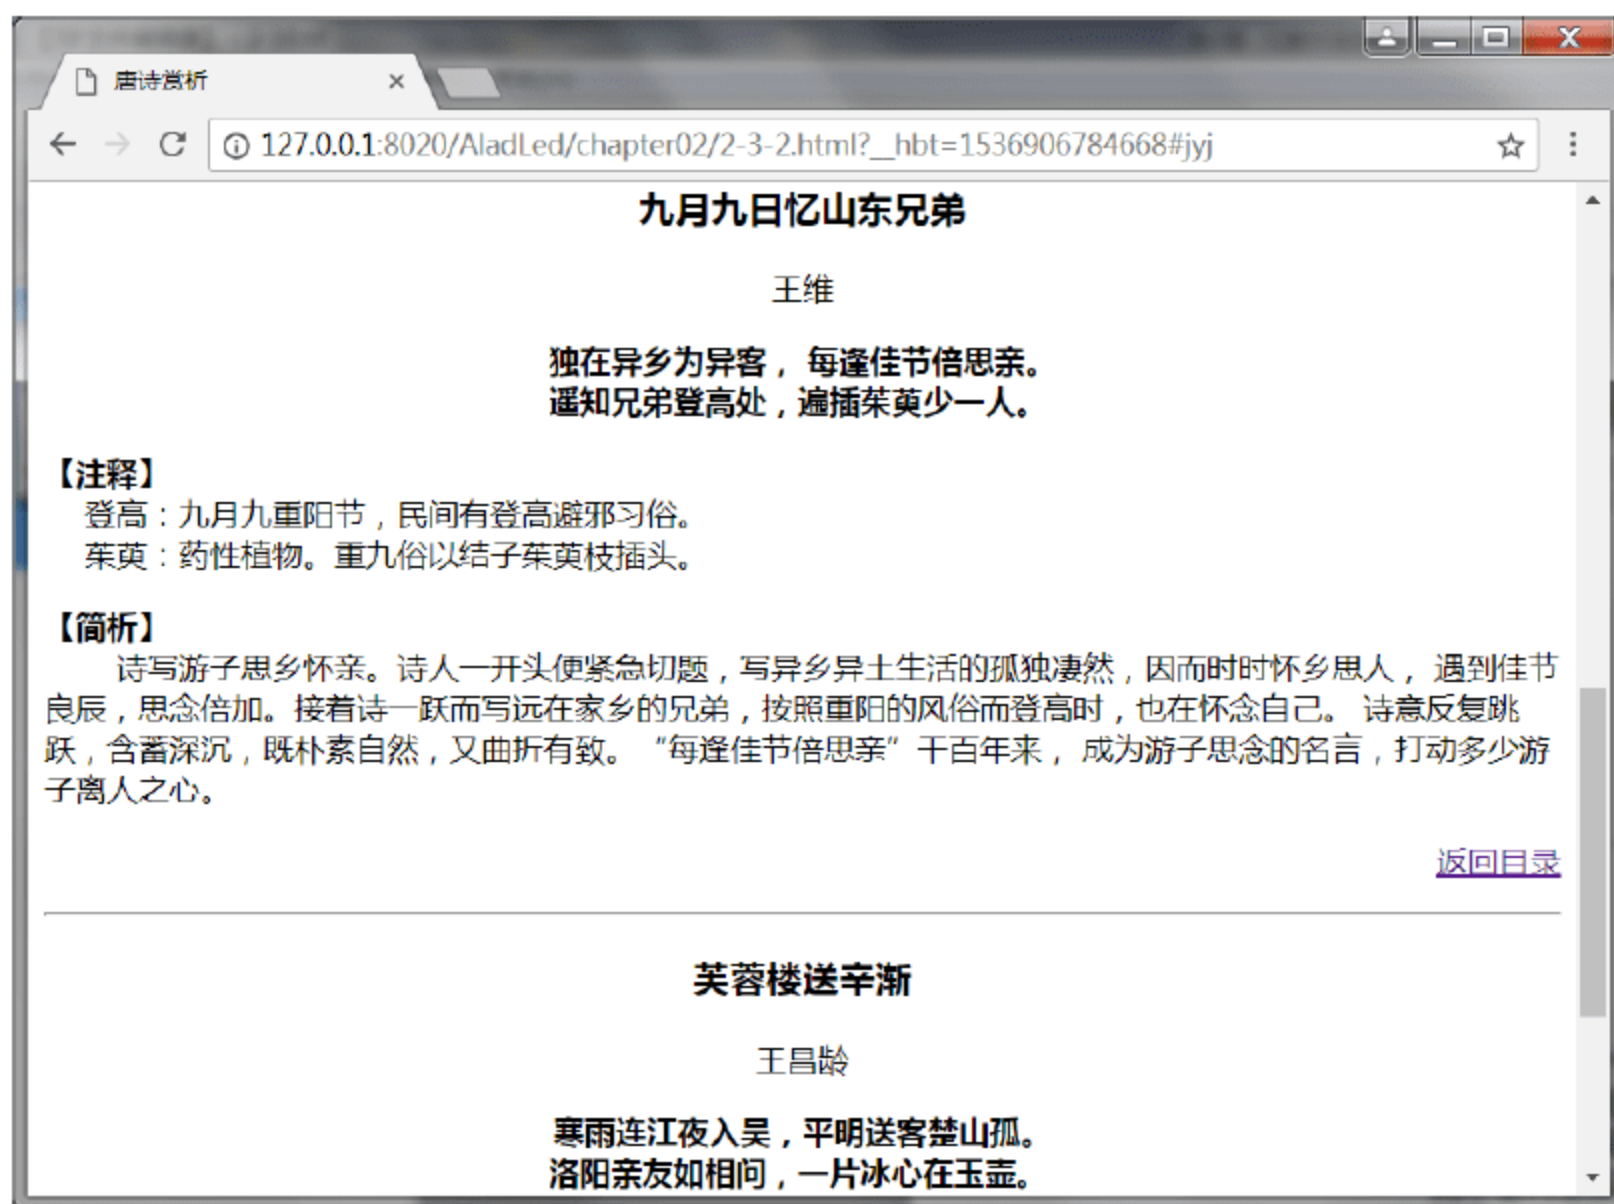 唐诗赏析
127.0.0.1:8020/AladLed/chapter02/2-3-2.html?__hbt=1536906784668#jyj
九月九日忆山东兄弟
王维
独在异乡为异客， 每逢佳节倍思亲。
遥知兄弟登高处，遍插茱萸少一人。
【注释】
登高：九月九重阳节，民间有登高避邪习俗。
茱萸：药性植物。重九俗以结子茱萸枝插头。
【简析】
诗写游子思乡怀亲。诗人一开头便紧急切题，写异乡异土生活的孤独凄然，因而时时怀乡思人， 遇到佳节
良辰，思念倍加。接着诗一跃而写远在家乡的兄弟，按照重阳的风俗而登高时，也在怀念自己。 诗意反复跳
跃，含蓄深沉，既朴素自然，又曲折有致。 “每逢佳节倍思亲”千百年来， 成为游子思念的名言，打动多少游
子离人之心。
返回目录
芙蓉楼送辛渐
王昌龄
寒雨连江夜入吴，平明送客楚山孤。
洛阳亲友如相问，一片冰心在玉壶。